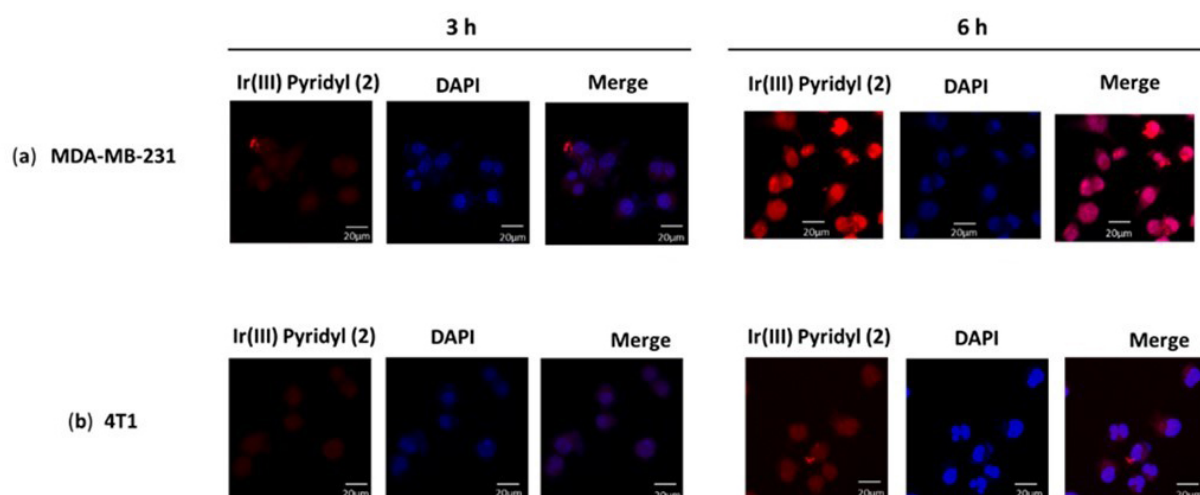 3 h 6 h
Ir(III) Pyridyl (2) DAPI Merge Ir(III) Pyridyl (2) DAPI Merge
(a) MDA-MB-231
20µm 20µm 20µm 20µm 20µm 20µm
Ir(III) Pyridyl (2) DAPI Merge Ir(III) Pyridyl (2) DAPI Merge
(b) 4T1
20µm 20µm 20µm 20µm 20µm 20µm